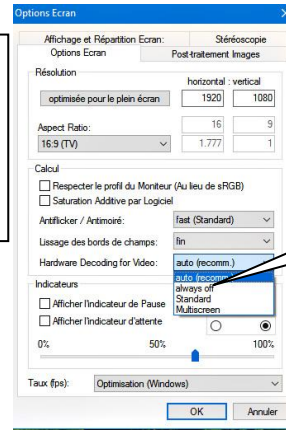 Options Ecran
Affichage et Répartition Ecran:
Stéréoscopie
Options Ecran
Post-traitement Images
Résolution
horizontal : vertical
optimisée pour le plein écran
1920
1080
Aspect Ratio:
16
9
16:9 (TV)
1.777
1
Calcul
Respecter le profil du Moniteur (Au lieu de sRGB)
Saturation Additive par Logiciel
Antiflicker / Antimoiré:
fast (Standard)
Lissage des bords de champs:
fin
Hardware Decoding for Video:
auto (recomm.)
auto (recomm.)
always off
Standard
Multiscreen
Indicateurs
Afficher l'Indicateur de Pause
Afficher l'Indicateur d'attente
0%
50%
100%
Taux (fps):
Optimisation (Windows)
OK
Annuler